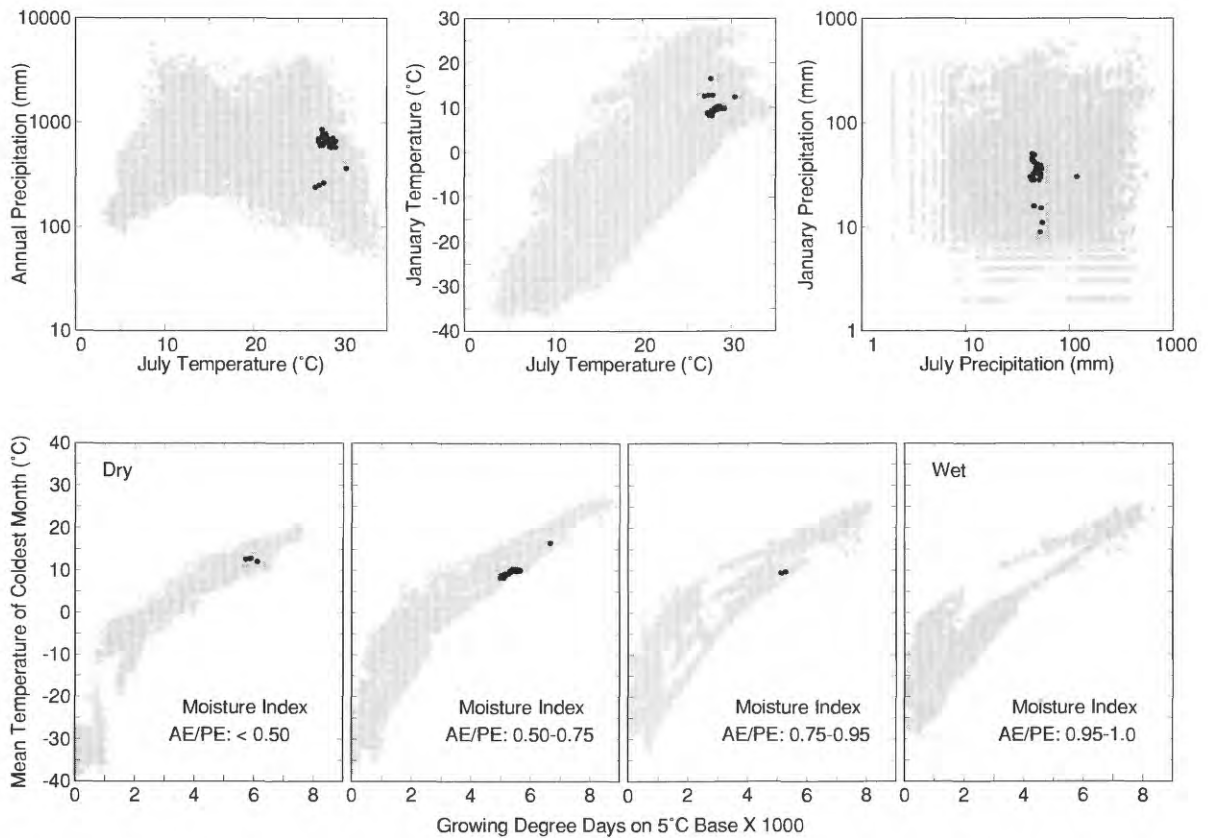 10000
1000
100
10
Annual Precipitation (mm)
0 10 20 30
July Temperature (°C)
30
20
10
0
-10
-20
-30
-40
January Temperature (°C)
0 10 20 30
July Temperature (°C)
1000
100
10
1
January Precipitation (mm)
1 10 100 1000
July Precipitation (mm)
40
30
20
10
0
-10
-20
-30
-40
Mean Temperature of Coldest Month (°C)
Dry
Moisture Index
AE/PE: < 0.50
0 2 4 6 8
Moisture Index
AE/PE: 0.50-0.75
0 2 4 6 8
Moisture Index
AE/PE: 0.75-0.95
0 2 4 6 8
Wet
Moisture Index
AE/PE: 0.95-1.0
0 2 4 6 8
Growing Degree Days on 5°C Base X 1000